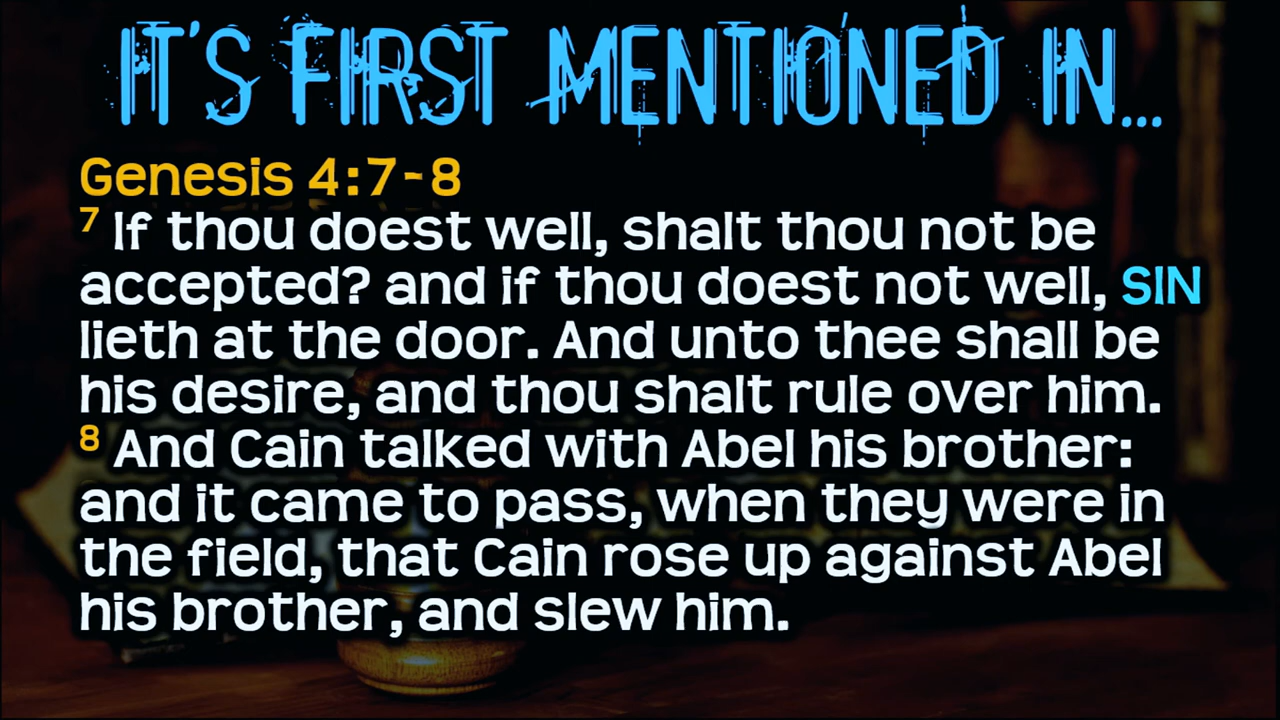 IT'S FIRST MENTIONED IN...
Genesis 4:7-8
7 If thou doest well, shalt thou not be
accepted? and if thou doest not well, SIN
lieth at the door. And unto thee shall be
his desire, and thou shalt rule over him.
8 And Cain talked with Abel his brother:
and it came to pass, when they were in
the field, that Cain rose up against Abel
his brother, and slew him.